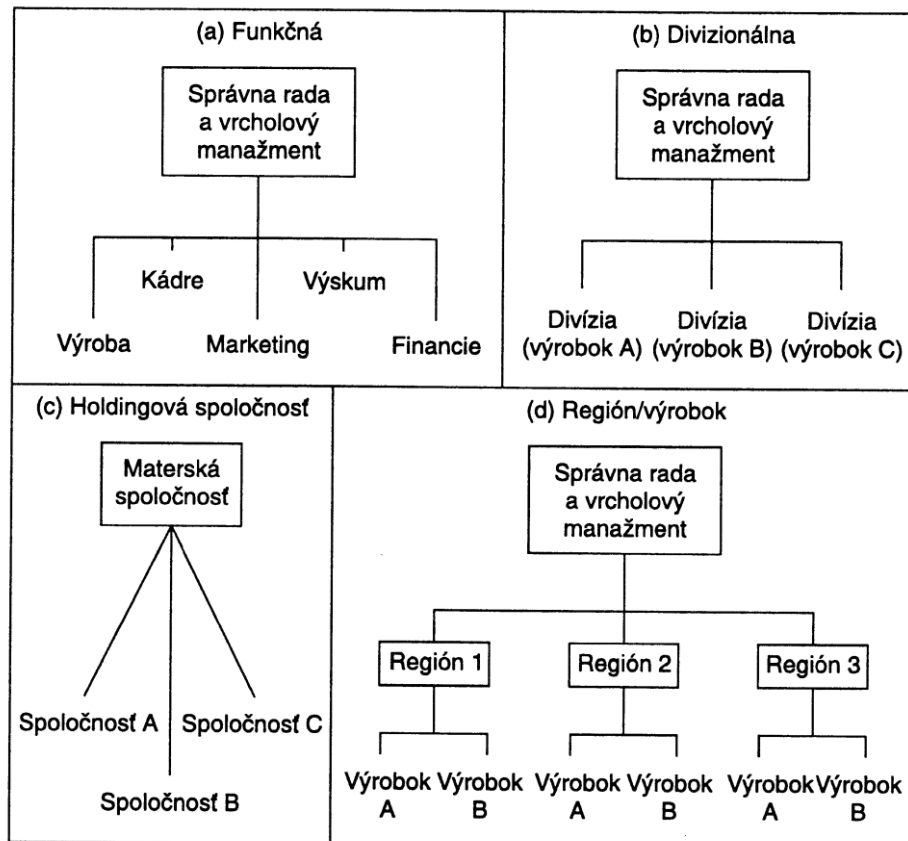 (a) Funkčná
Správna rada
a vrcholový
manažment
Kádre
Výskum
Výroba
Marketing
Financie
(b) Divizionálna
Správna rada
a vrcholový
manažment
Divízia
(výrobok A)
Divízia
(výrobok B)
Divízia
(výrobok C)
(c) Holdingová spoločnosť
Materská
spoločnosť
Spoločnosť A
Spoločnosť C
Spoločnosť B
(d) Región/výrobok
Správna rada
a vrcholový
manažment
Región 1
Región 2
Región 3
Výrobok
A
Výrobok
B
Výrobok
A
Výrobok
B
Výrobok
A
Výrobok
B